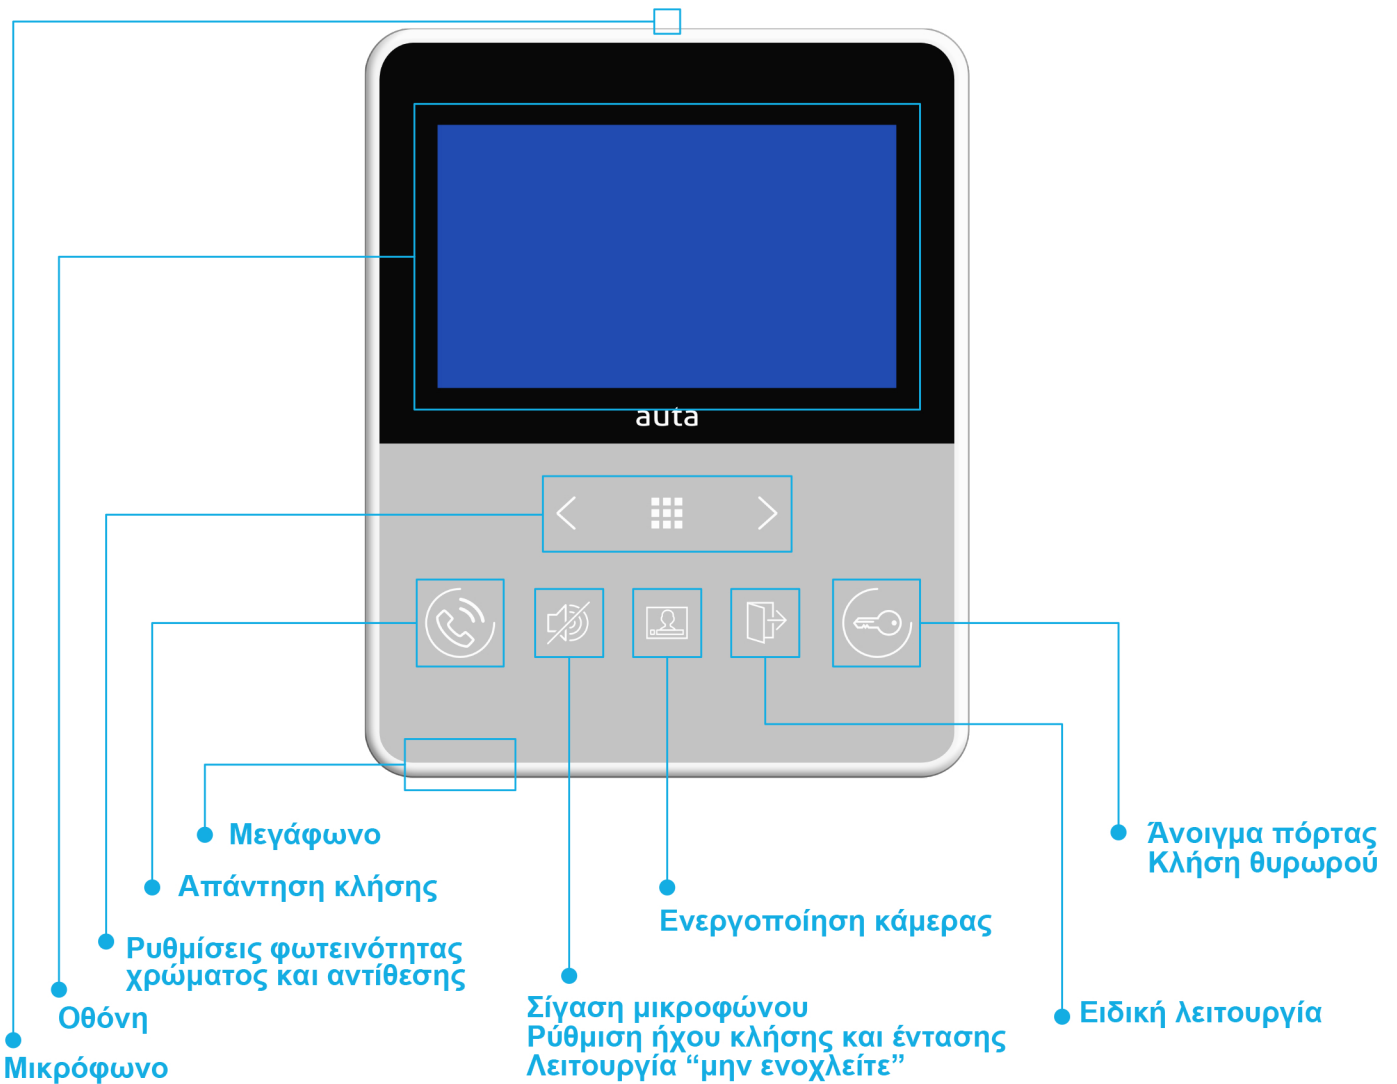 auta
Μεγάφωνο
Απάντηση κλήσης
Ρυθμίσεις φωτεινότητας
χρώματος και αντίθεσης
Οθόνη
Μικρόφωνο
Σίγαση μικροφώνου
Ρύθμιση ήχου κλήσης και έντασης
Λειτουργία “μην ενοχλείτε”
Ενεργοποίηση κάμερας
Ειδική λειτουργία
Άνοιγμα πόρτας
Κλήση θυρωρού